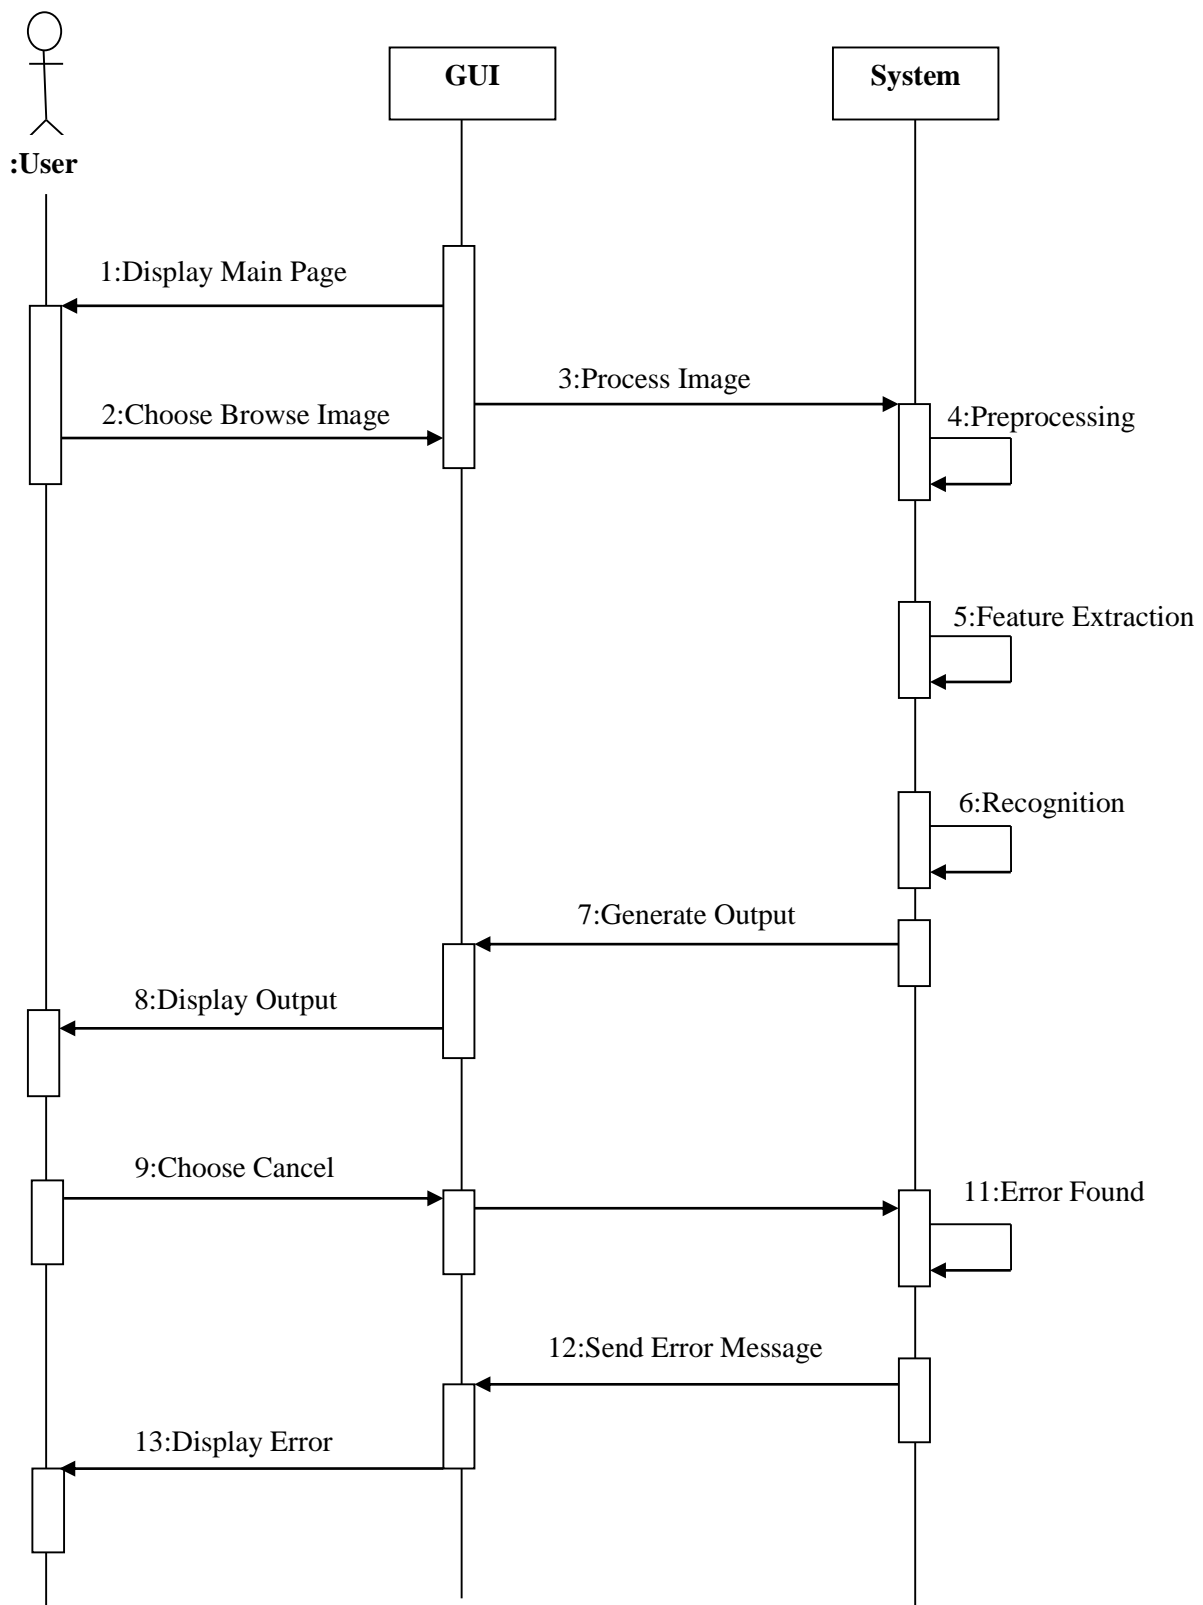 GUI
System
:User
1:Display Main Page
3:Process Image
2:Choose Browse Image
4:Preprocessing
5:Feature Extraction
6:Recognition
7:Generate Output
8:Display Output
9:Choose Cancel
11:Error Found
12:Send Error Message
13:Display Error